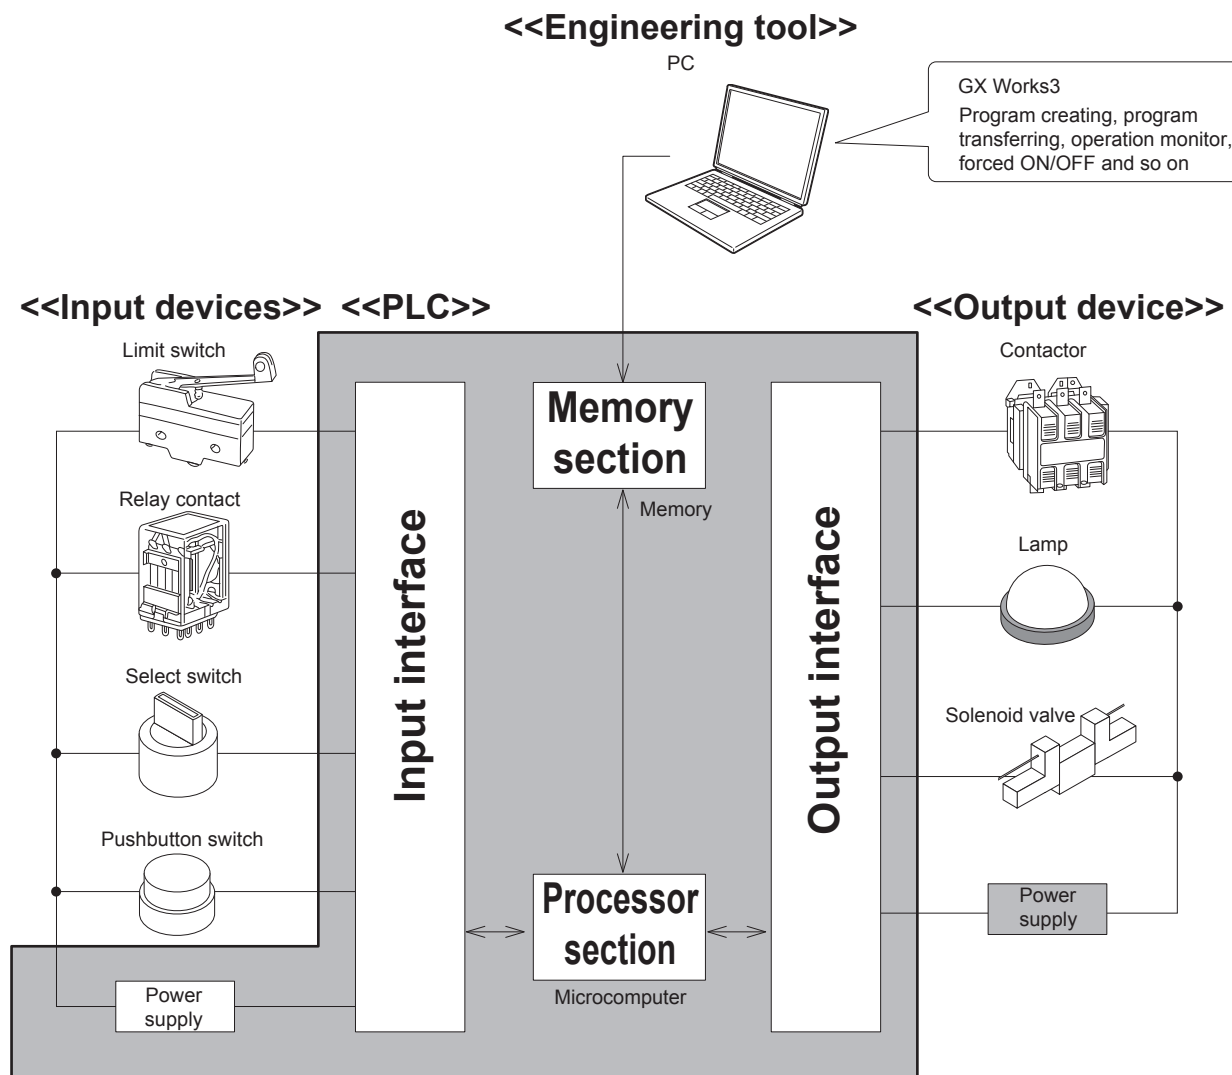 <<Engineering tool>>
PC
GX Works3
Program creating, program
transferring, operation monitor,
forced ON/OFF and so on
<<Input devices>>
<<PLC>>
<<Output device>>
Limit switch
Relay contact
Select switch
Pushbutton switch
Power
supply
Input interface
Memory
section
Memory
Processor
section
Microcomputer
Output interface
Contactor
Lamp
Solenoid valve
Power
supply